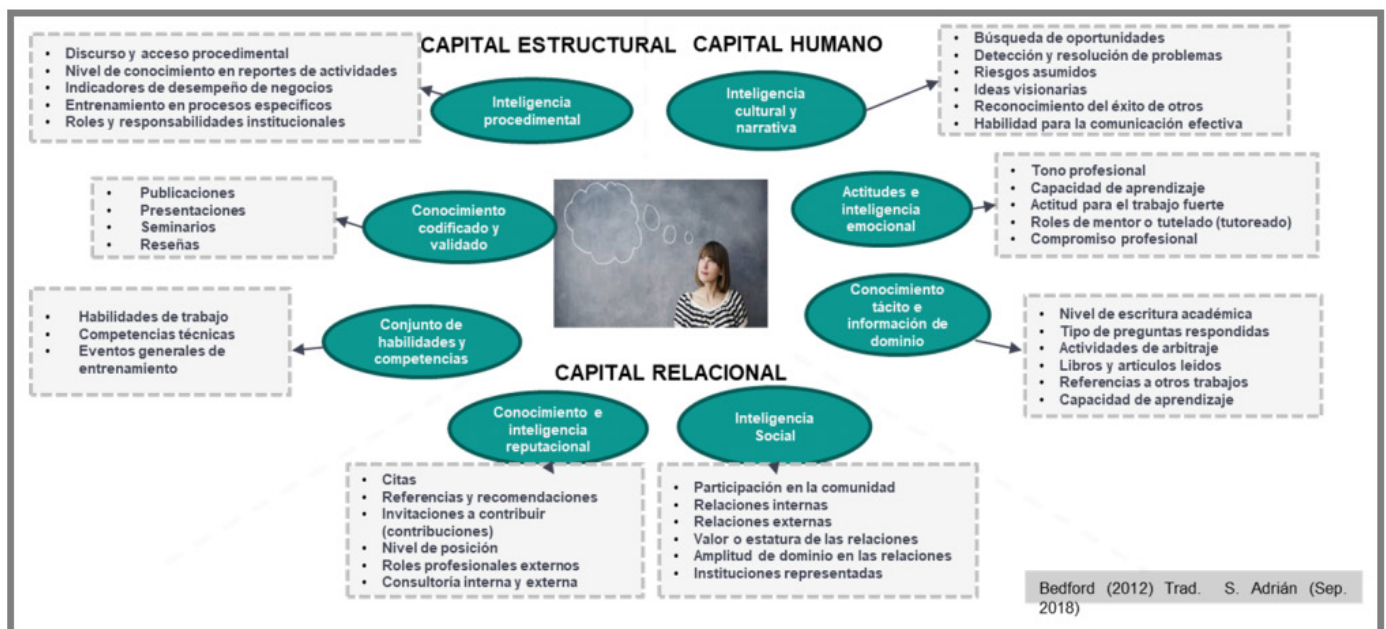 CAPITAL ESTRUCTURAL
CAPITAL HUMANO
• Discurso y acceso procedimental
• Nivel de conocimiento en reportes de actividades
• Indicadores de desempeño de negocios
• Entrenamiento en procesos específicos
• Roles y responsabilidades institucionales
Inteligencia
procedimental
Inteligencia
cultural y
narrativa
• Búsqueda de oportunidades
• Detección y resolución de problemas
• Riesgos asumidos
• Ideas visionarias
• Reconocimiento del éxito de otros
• Habilidad para la comunicación efectiva
• Publicaciones
• Presentaciones
• Seminarios
• Reseñas
Conocimiento
codificado y
validado
Actitudes e
inteligencia
emocional
• Tono profesional
• Capacidad de aprendizaje
• Actitud para el trabajo fuerte
• Roles de mentor o tutelado (tutoreado)
• Compromiso profesional
• Habilidades de trabajo
• Competencias técnicas
• Eventos generales de
entrenamiento
Conjunto de
habilidades y
competencias
Conocimiento
tácito e
información de
dominio
• Nivel de escritura académica
• Tipo de preguntas respondidas
• Actividades de arbitraje
• Libros y artículos leídos
• Referencias a otros trabajos
• Capacidad de aprendizaje
CAPITAL RELACIONAL
Conocimiento e
inteligencia
reputacional
Inteligencia
Social
• Citas
• Referencias y recomendaciones
• Invitaciones a contribuir
(contribuciones)
• Nivel de posición
• Roles profesionales externos
• Consultoría interna y externa
• Participación en la comunidad
• Relaciones internas
• Relaciones externas
• Valor o estatura de las relaciones
• Amplitud de dominio en las relaciones
• Instituciones representadas
Bedford (2012) Trad. S. Adrián (Sep.
2018)